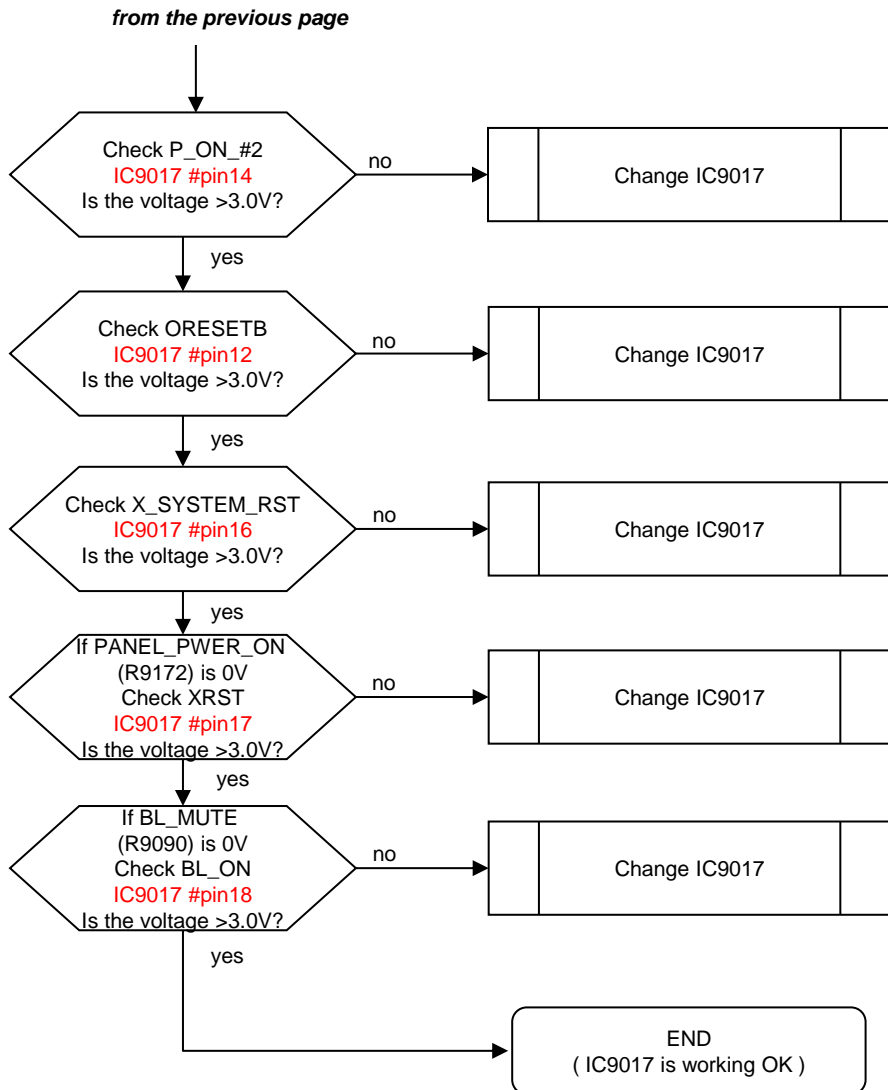 from the previous page
Check P_ON_#2
IC9017 #pin14
Is the voltage >3.0V?
no
Change IC9017
yes
Check ORESETB
IC9017 #pin12
Is the voltage >3.0V?
no
Change IC9017
yes
Check X_SYSTEM_RST
IC9017 #pin16
Is the voltage >3.0V?
no
Change IC9017
yes
If PANEL_PWER_ON
(R9172) is 0V
Check XRST
IC9017 #pin17
Is the voltage >3.0V?
no
Change IC9017
yes
If BL_MUTE
(R9090) is 0V
Check BL_ON
IC9017 #pin18
Is the voltage >3.0V?
no
Change IC9017
yes
END
( IC9017 is working OK )